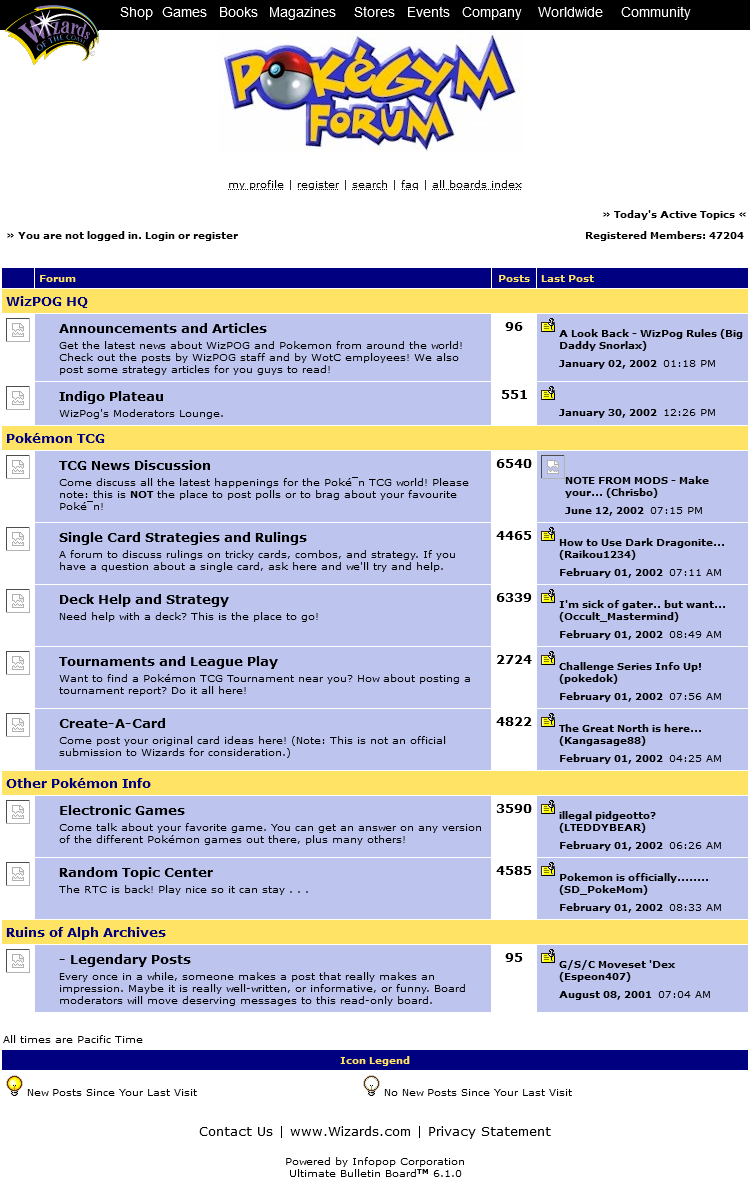 Shop Games Books Magazines Stores Events Company Worldwide Community
Wizards
OF THE COAST
POKéGYM
FORUM
my profile | register | search | faq | all boards index
» Today's Active Topics «
» You are not logged in. Login or register
Registered Members: 47204
Forum Posts Last Post
WizPOG HQ
Announcements and Articles
Get the latest news about WizPOG and Pokemon from around the world!
Check out the posts by WizPOG staff and by WotC employees! We also
post some strategy articles for you guys to read!
96
A Look Back - WizPog Rules (Big
Daddy Snorlax)
January 02, 2002 01:18 PM
Indigo Plateau
WizPog's Moderators Lounge.
551
January 30, 2002 12:26 PM
Pokémon TCG
TCG News Discussion
Come discuss all the latest happenings for the Poké¯n TCG world! Please
note: this is NOT the place to post polls or to brag about your favourite
Poké¯n!
6540
NOTE FROM MODS - Make
your... (Chrisbo)
June 12, 2002 07:15 PM
Single Card Strategies and Rulings
A forum to discuss rulings on tricky cards, combos, and strategy. If you
have a question about a single card, ask here and we'll try and help.
4465
How to Use Dark Dragonite...
(Raikou1234)
February 01, 2002 07:11 AM
Deck Help and Strategy
Need help with a deck? This is the place to go!
6339
I'm sick of gater.. but want...
(Occult_Mastermind)
February 01, 2002 08:49 AM
Tournaments and League Play
Want to find a Pokémon TCG Tournament near you? How about posting a
tournament report? Do it all here!
2724
Challenge Series Info Up!
(pokedok)
February 01, 2002 07:56 AM
Create-A-Card
Come post your original card ideas here! (Note: This is not an official
submission to Wizards for consideration.)
4822
The Great North is here...
(Kangasage88)
February 01, 2002 04:25 AM
Other Pokémon Info
Electronic Games
Come talk about your favorite game. You can get an answer on any version
of the different Pokémon games out there, plus many others!
3590
illegal pidgeotto?
(LTEDDYBEAR)
February 01, 2002 06:26 AM
Random Topic Center
The RTC is back! Play nice so it can stay . . .
4585
Pokemon is officially........
(SD_PokeMom)
February 01, 2002 08:33 AM
Ruins of Alph Archives
- Legendary Posts
Every once in a while, someone makes a post that really makes an
impression. Maybe it is really well-written, or informative, or funny. Board
moderators will move deserving messages to this read-only board.
95
G/S/C Moveset 'Dex
(Espeon407)
August 08, 2001 07:04 AM
All times are Pacific Time
Icon Legend
New Posts Since Your Last Visit
No New Posts Since Your Last Visit
Contact Us | www.Wizards.com | Privacy Statement
Powered by Infopop Corporation
Ultimate Bulletin Board™ 6.1.0